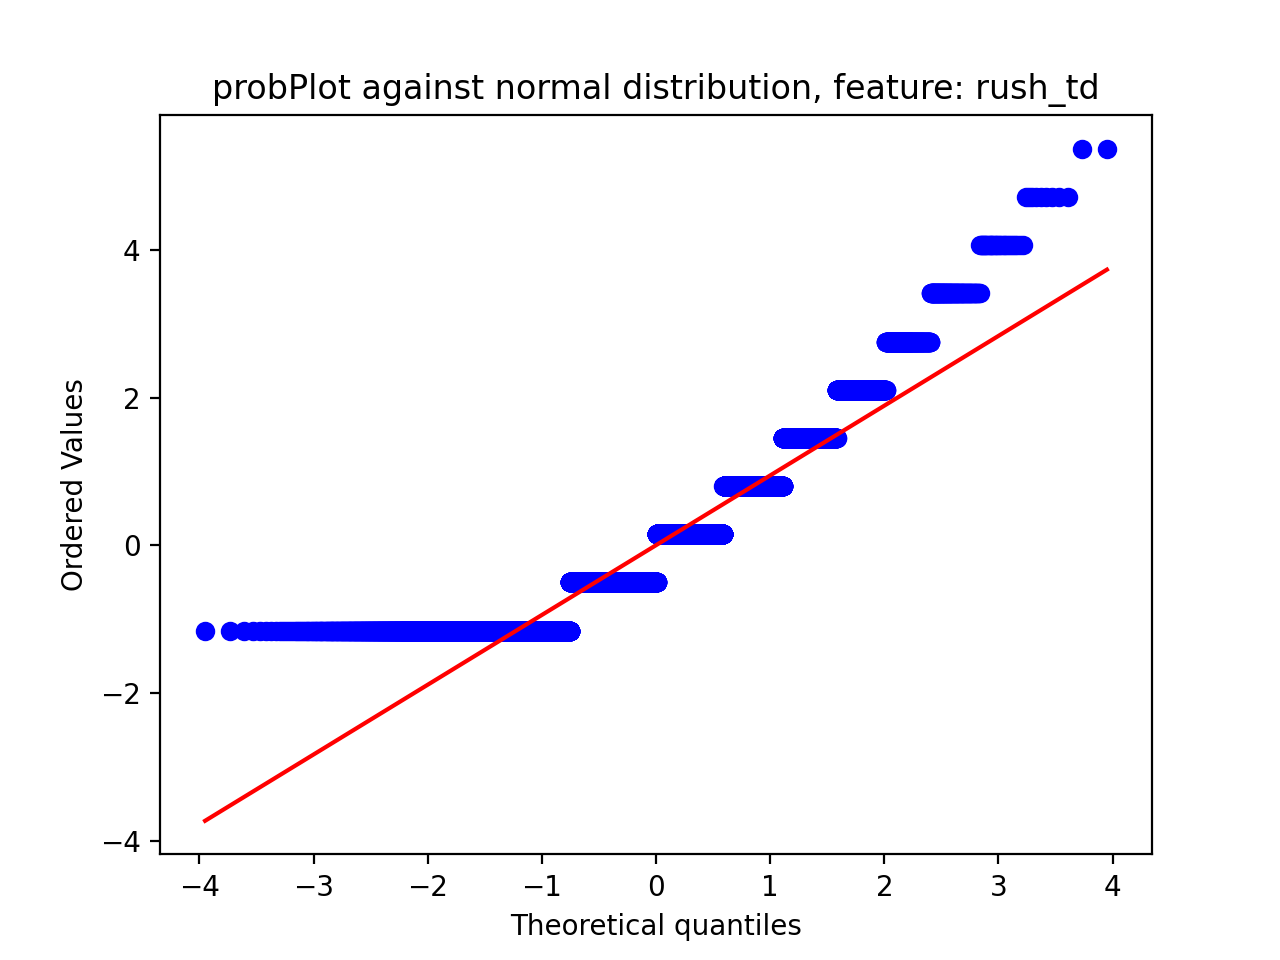 probPlot against normal distribution, feature: rush_td
Ordered Values
4
2
0
−2
−4
−4 −3 −2 −1 0 1 2 3 4
Theoretical quantiles